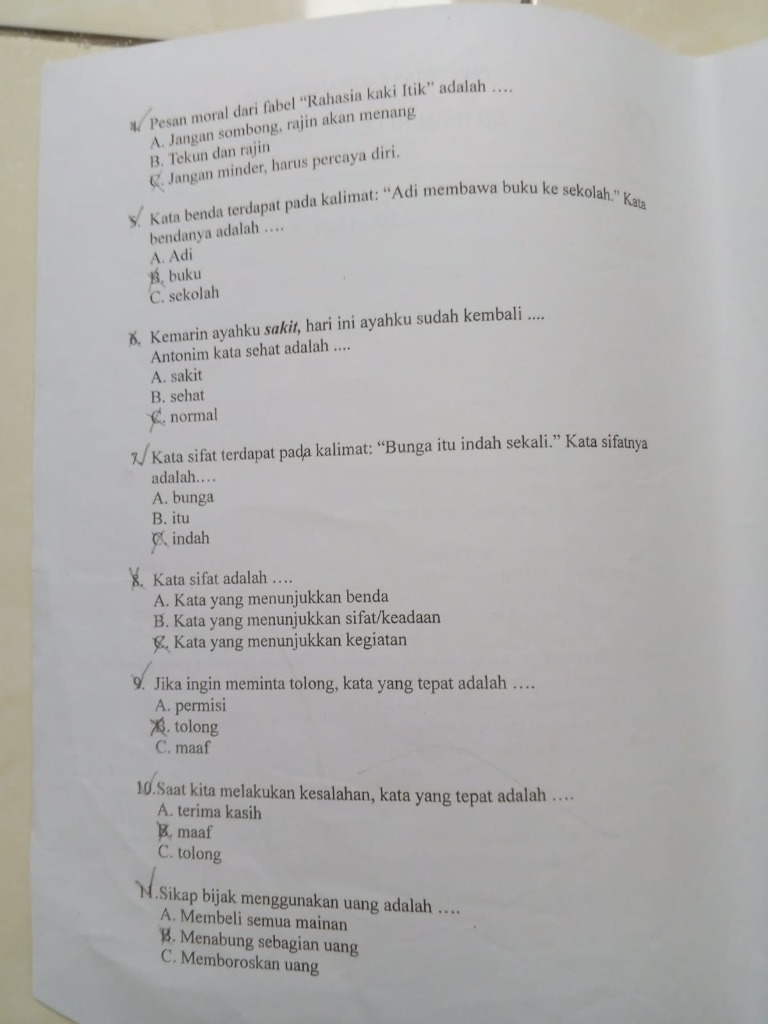 4. Pesan moral dari fabel “Rahasia kaki Itik” adalah ….
A. Jangan sombong, rajin akan menang
B. Tekun dan rajin
C. Jangan minder, harus percaya diri.
5. Kata benda terdapat pada kalimat: “Adi membawa buku ke sekolah.” Kata
bendanya adalah ….
A. Adi
B. buku
C. sekolah
6. Kemarin ayahku sakit, hari ini ayahku sudah kembali ....
Antonim kata sehat adalah ....
A. sakit
B. sehat
C. normal
7. Kata sifat terdapat pada kalimat: “Bunga itu indah sekali.” Kata sifatnya
adalah….
A. bunga
B. itu
C. indah
8. Kata sifat adalah ….
A. Kata yang menunjukkan benda
B. Kata yang menunjukkan sifat/keadaan
C. Kata yang menunjukkan kegiatan
9. Jika ingin meminta tolong, kata yang tepat adalah ….
A. permisi
B. tolong
C. maaf
10.Saat kita melakukan kesalahan, kata yang tepat adalah ….
A. terima kasih
B. maaf
C. tolong
11.Sikap bijak menggunakan uang adalah ….
A. Membeli semua mainan
B. Menabung sebagian uang
C. Memboroskan uang